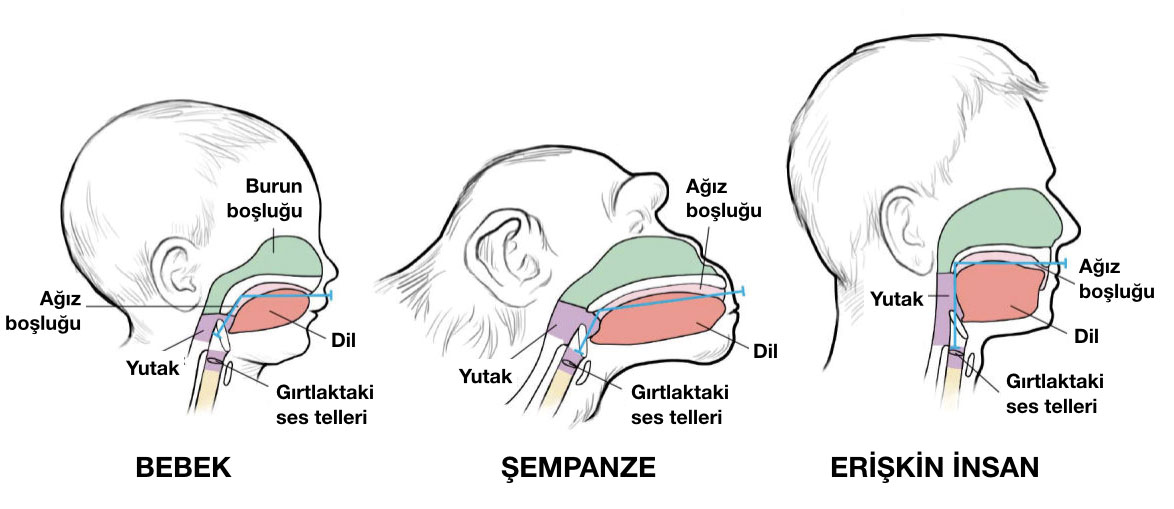 Burun
boşluğu
Ağız
boşluğu
Dil
Yutak
Gırtlaktaki
ses telleri
BEBEK
Ağız
boşluğu
Dil
Yutak
Gırtlaktaki
ses telleri
ŞEMPANZE
Ağız
boşluğu
Yutak
Dil
Gırtlaktaki
ses telleri
ERİŞKİN İNSAN